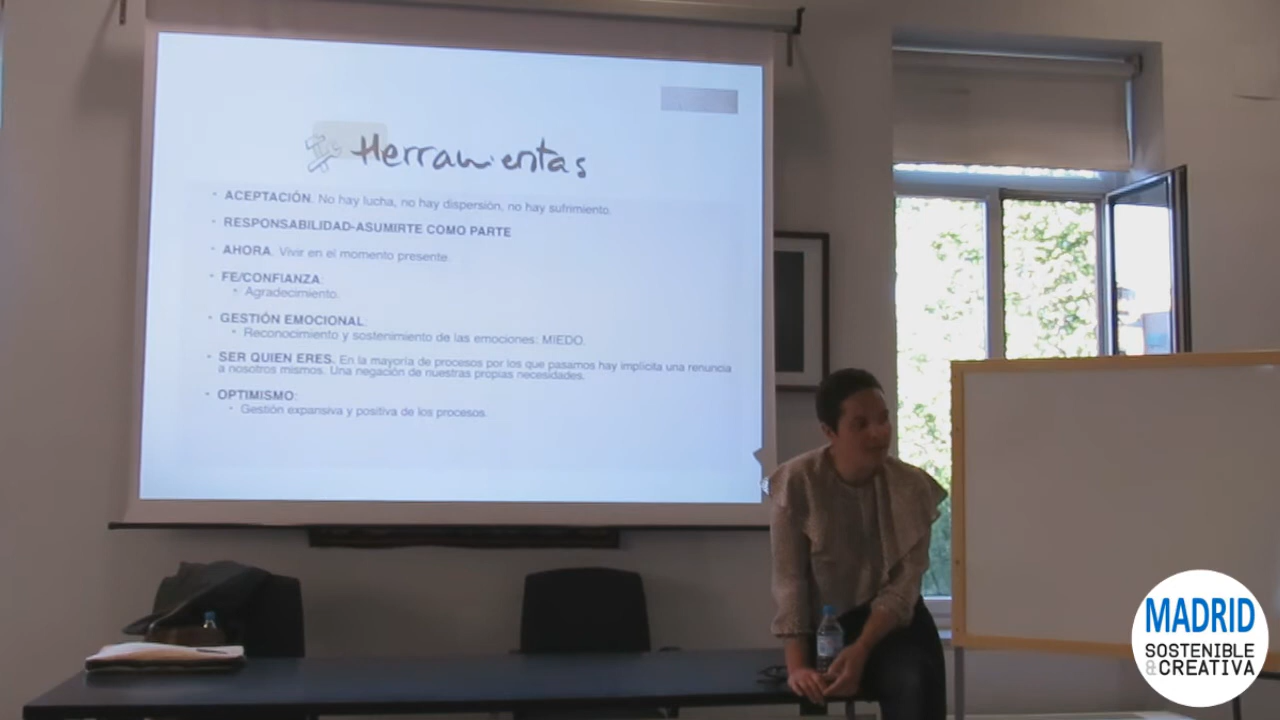 Herramientas
• ACEPTACIÓN. No hay lucha, no hay dispersión, no hay sufrimiento.
• RESPONSABILIDAD-ASUMIRTE COMO PARTE
• AHORA. Vivir en el momento presente.
• FE/CONFIANZA:
• Agradecimiento.
• GESTIÓN EMOCIONAL:
• Reconocimiento y sostenimiento de las emociones: MIEDO.
• SER QUIEN ERES. En la mayoría de procesos por los que pasamos hay implícita una renuncia
a nosotros mismos. Una negación de nuestras propias necesidades.
• OPTIMISMO:
• Gestión expansiva y positiva de los procesos.
MADRID
SOSTENIBLE
&CREATIVA